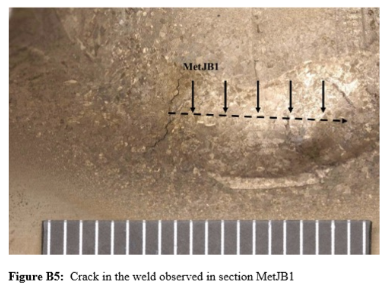 MetJB1
Figure B5: Crack in the weld observed in section MetJB1